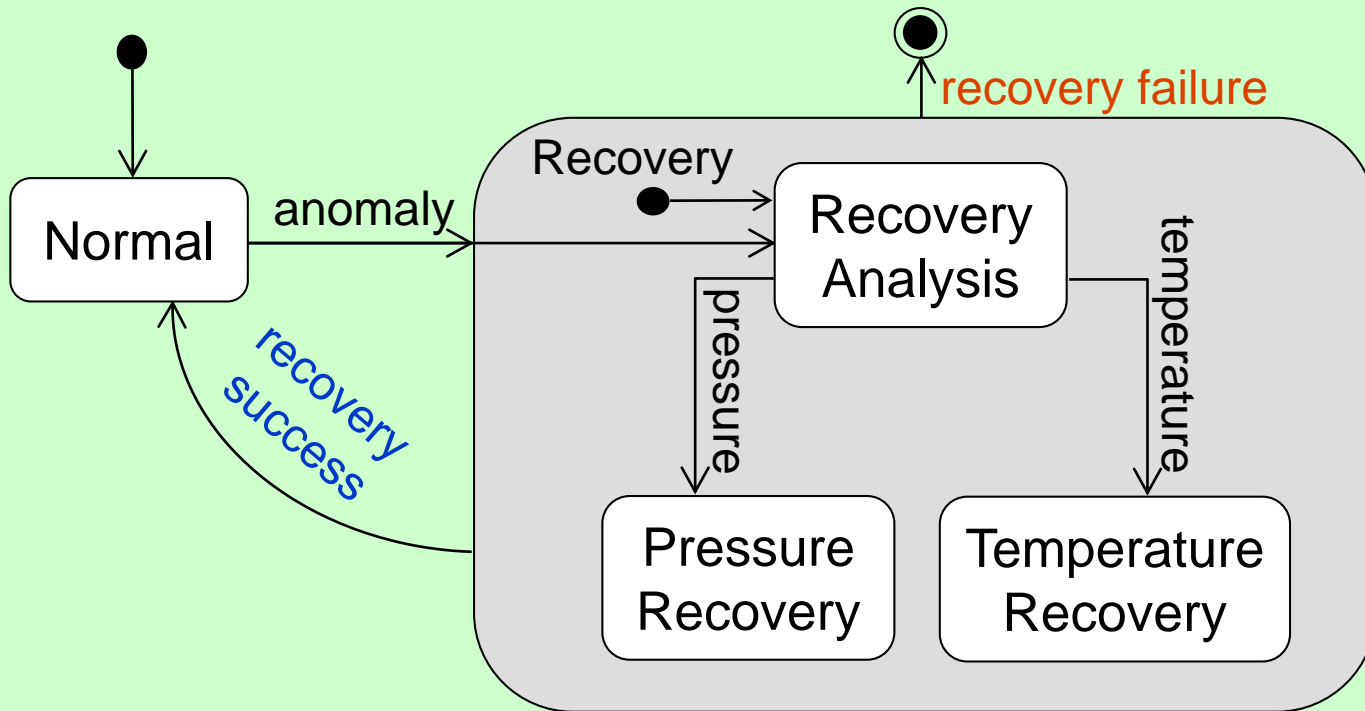 recovery failure
Recovery
anomaly
Normal
Recovery
Analysis
temperature
pressure
recovery
success
Pressure
Recovery
Temperature
Recovery